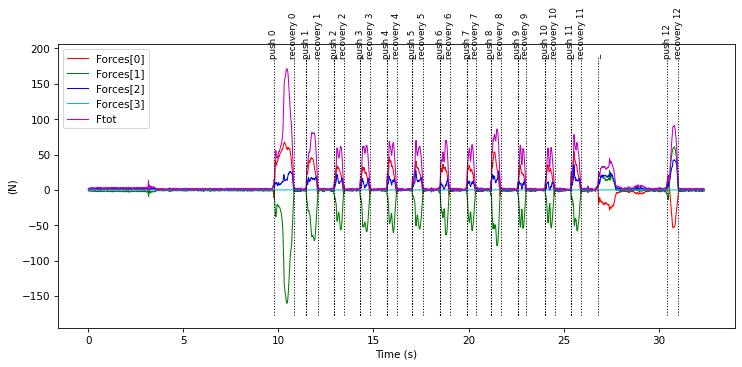 push 0
recovery 0
push 1
recovery 1
push 2
recovery 2
push 3
recovery 3
push 4
recovery 4
push 5
recovery 5
push 6
recovery 6
push 7
recovery 7
push 8
recovery 8
push 9
recovery 9
push 10
recovery 10
push 11
recovery 11
_
push 12
recovery 12
200
150
100
50
0
−50
−100
−150
(N)
Forces[0]
Forces[1]
Forces[2]
Forces[3]
Ftot
0
5
10
15
20
25
30
Time (s)